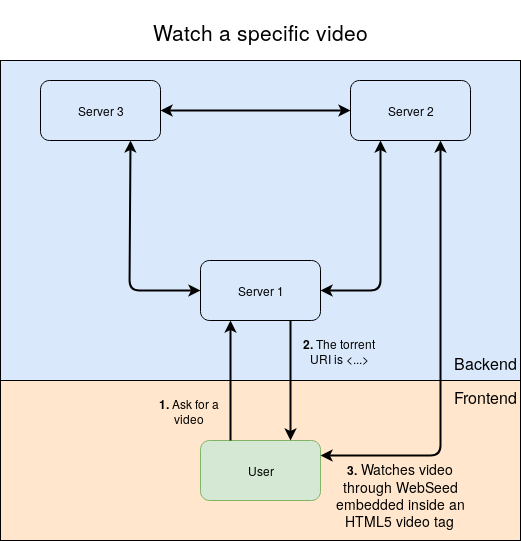 Watch a specific video
Server 3
Server 2
Server 1
2. The torrent
URI is <...>
Backend
Frontend
1. Ask for a
video
User
3. Watches video
through WebSeed
embedded inside an
HTML5 video tag